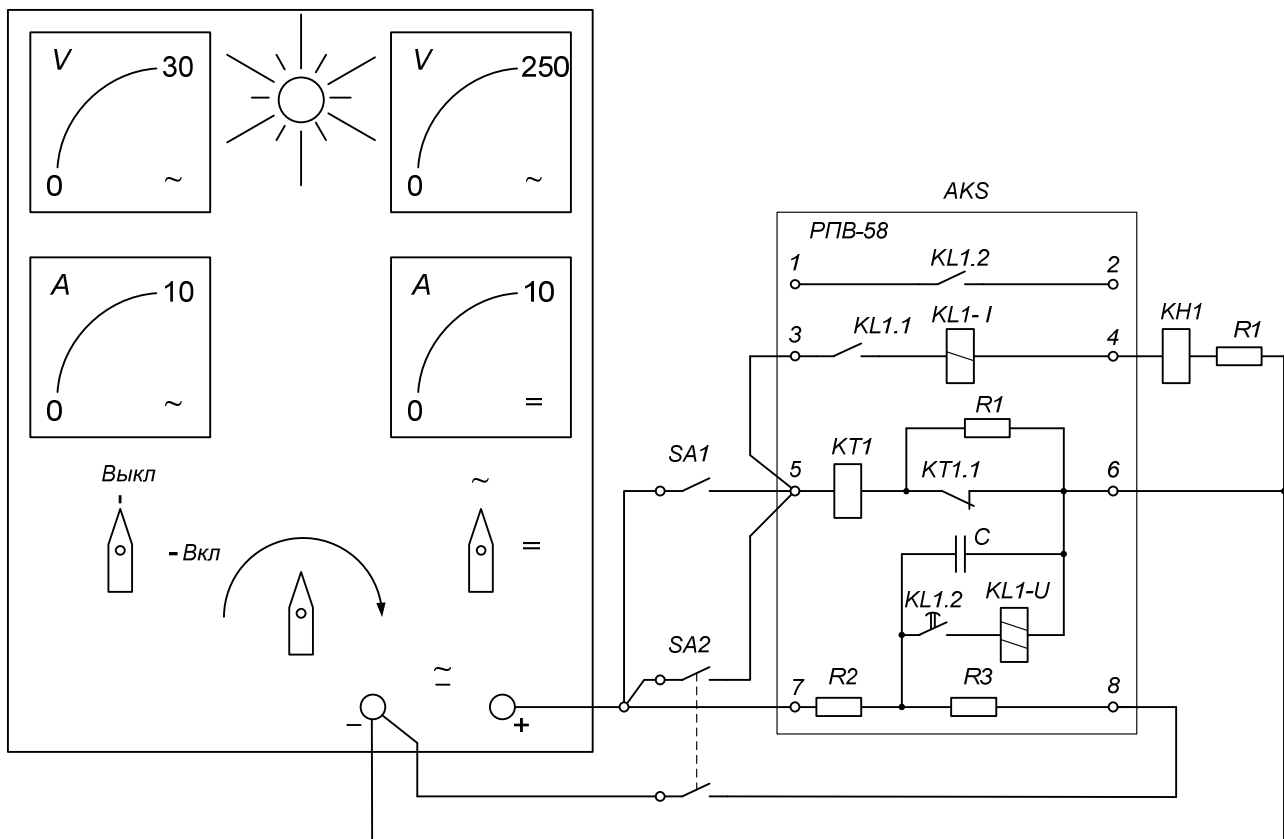 V 30
0 ~
V 250
0 ~
A 10
0 ~
A 10
0 =
Выкл
- Вкл
~
=
~
−
− +
AKS
РПВ-58
1 KL1.2 2
3 KL1.1 KL1- I 4 KH1 R1
R1
SA1 5 KT1 KT1.1 6
C
KL1.2 KL1-U
SA2
7 R2 R3 8